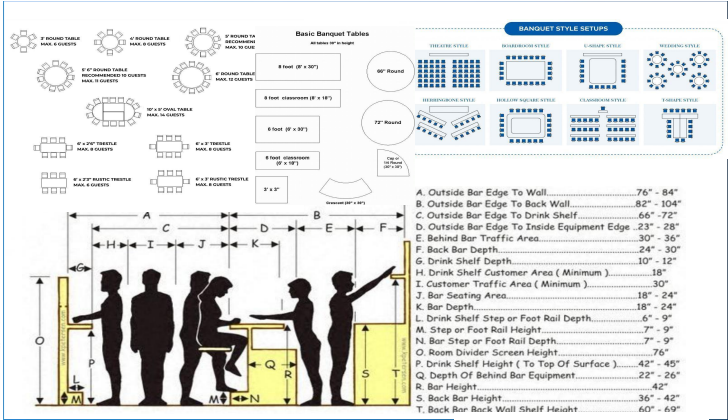 3' ROUND TABLE
MAX. 6 GUESTS
4' ROUND TABLE
MAX. 8 GUESTS
5' ROUND TA
RECOMMEN
MAX. 10 GUE
5' 6" ROUND TABLE
RECOMMENDED 10 GUESTS
MAX. 11 GUESTS
6' ROUND TABL
MAX. 12 GUESTS
10' x 5' OVAL TABLE
MAX. 14 GUESTS
6' x 2'6" TRESTLE
MAX. 8 GUESTS
6' x 3' TRESTLE
MAX. 8 GUESTS
6' x 2'3" RUSTIC TRESTLE
MAX. 6 GUESTS
6' x 3' RUSTIC TRESTLE
MAX. 8 GUESTS
Basic Banquet Tables
All tables 30" in height
8 foot (8' x 30")
66" Round
8 foot classroom (8' x 18")
6 foot (6' x 30")
72" Round
6 foot classroom
(6' x 18")
3' x 3'
Crescent
BANQUET STYLE SETUPS
THEATRE STYLE
BOARDROOM STYLE
U-SHAPE STYLE
WEDDING STYLE
HERRINGBONE STYLE
HOLLOW SQUARE STYLE
CLASSROOM STYLE
T-SHAPE STYLE
A
B
C
D
E
F
H
I
J
K
G
O
P
L
M
M
N
Q
R
S
T
A. Outside Bar Edge To Wall 76" - 84"
B. Outside Bar Edge To Back Wall 82" - 104"
C. Outside Bar Edge To Drink Shelf 66" -72"
D. Outside Bar Edge To Inside Equipment Edge 23" - 28"
E. Behind Bar Traffic Area 30" - 36"
F. Back Bar Depth 24" - 30"
G. Drink Shelf Depth 10" - 12"
H. Drink Shelf Customer Area ( Minimum ) 18"
I. Customer Traffic Area ( Minimum ) 30"
J. Bar Seating Area 18" - 24"
K. Bar Depth 18" - 24"
L. Drink Shelf Step or Foot Rail Depth 6" - 9"
M. Step or Foot Rail Height 7" - 9"
N. Bar Step or Foot Rail Depth 7" - 9"
O. Room Divider Screen Height 76"
P. Drink Shelf Height ( To Top Of Surface ) 42" - 45"
Q. Depth Of Behind Bar Equipment 22" - 26"
R. Bar Height 42"
S. Back Bar Height 36" - 42"
T. Back Bar Back Wall Shelf Height 60" - 69"